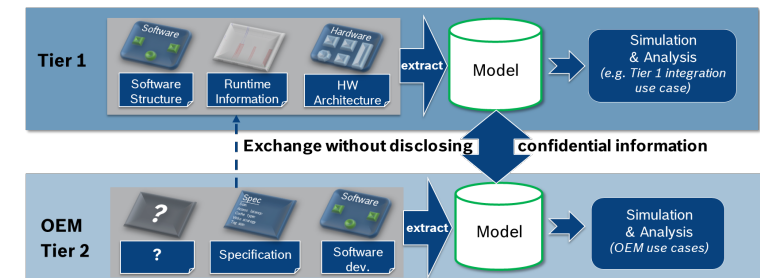 Tier 1
Software
Hardware
Software
Structure
Runtime
Information
HW
Architecture
extract
Model
Simulation
& Analysis
(e.g. Tier 1 integration
use case)
Exchange without disclosing
confidential information
OEM
Tier 2
?
Spec
Software
?
Specification
Software
dev.
extract
Model
Simulation
& Analysis
(OEM use cases)